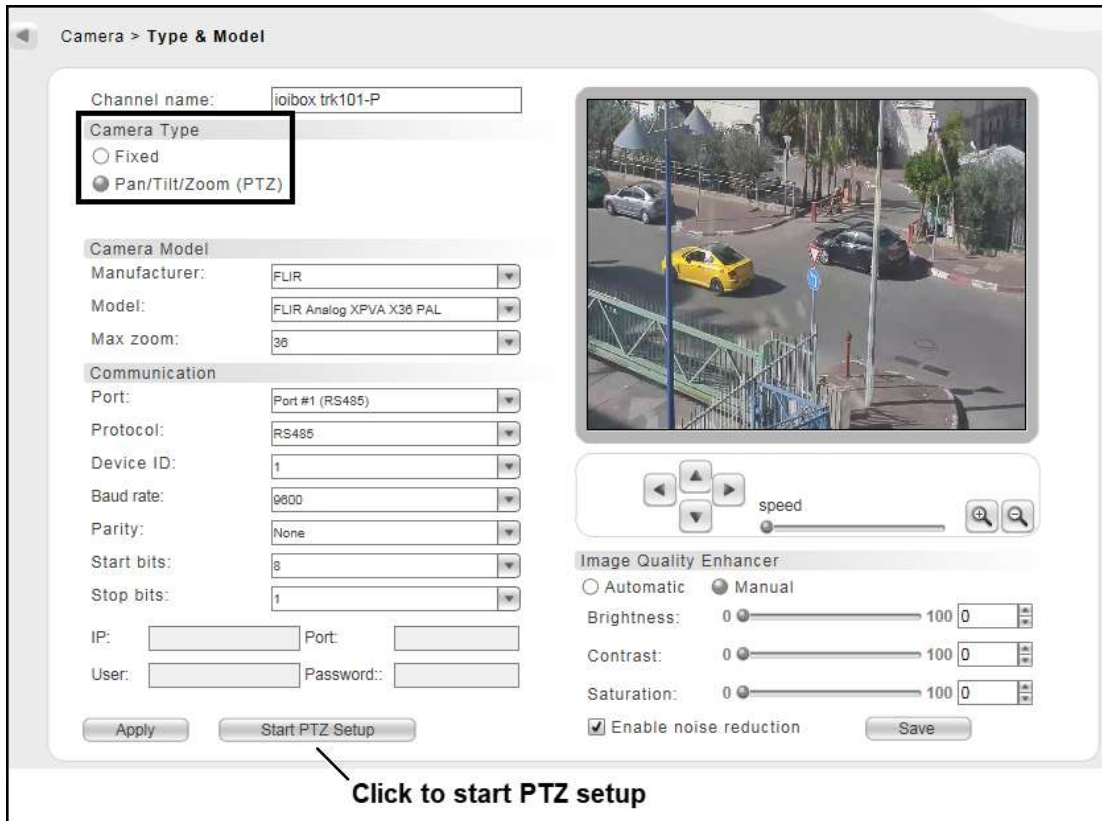 Camera > Type & Model
Channel name: ioibox trk101-P
Camera Type
Fixed
Pan/Tilt/Zoom (PTZ)
Camera Model
Manufacturer: FLIR
Model: FLIR Analog XPVA X36 PAL
Max zoom: 36
Communication
Port: Port #1 (RS485)
Protocol: RS485
Device ID: 1
Baud rate: 9600
Parity: None
Start bits: 8
Stop bits: 1
IP: Port:
User: Password::
Apply Start PTZ Setup
Click to start PTZ setup
speed
Image Quality Enhancer
Automatic Manual
Brightness: 0 100 0
Contrast: 0 100 0
Saturation: 0 100 0
Enable noise reduction Save